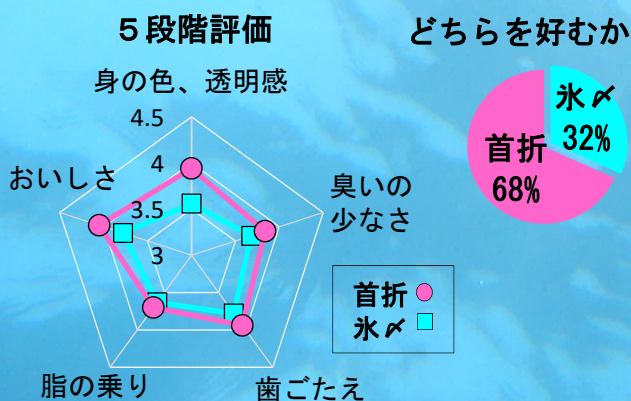 ５段階評価
どちらを好むか
身の色、透明感
4.5
4
3.5
3
おいしさ
臭いの
少なさ
脂の乗り
歯ごたえ
首折
氷〆
氷〆
32%
首折
68%